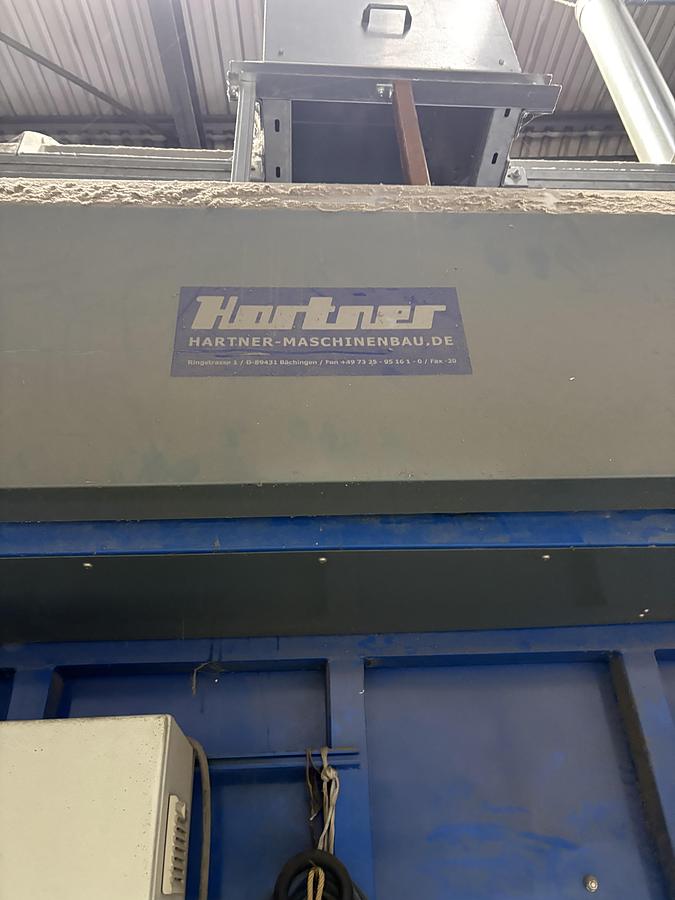 Hartner
HARTNER-MASCHINENBAU.DE
Ringstrasse 1 / D-89431 Bächingen / Fon +49 73 25 - 95 16 1 - 0 / Fax -20